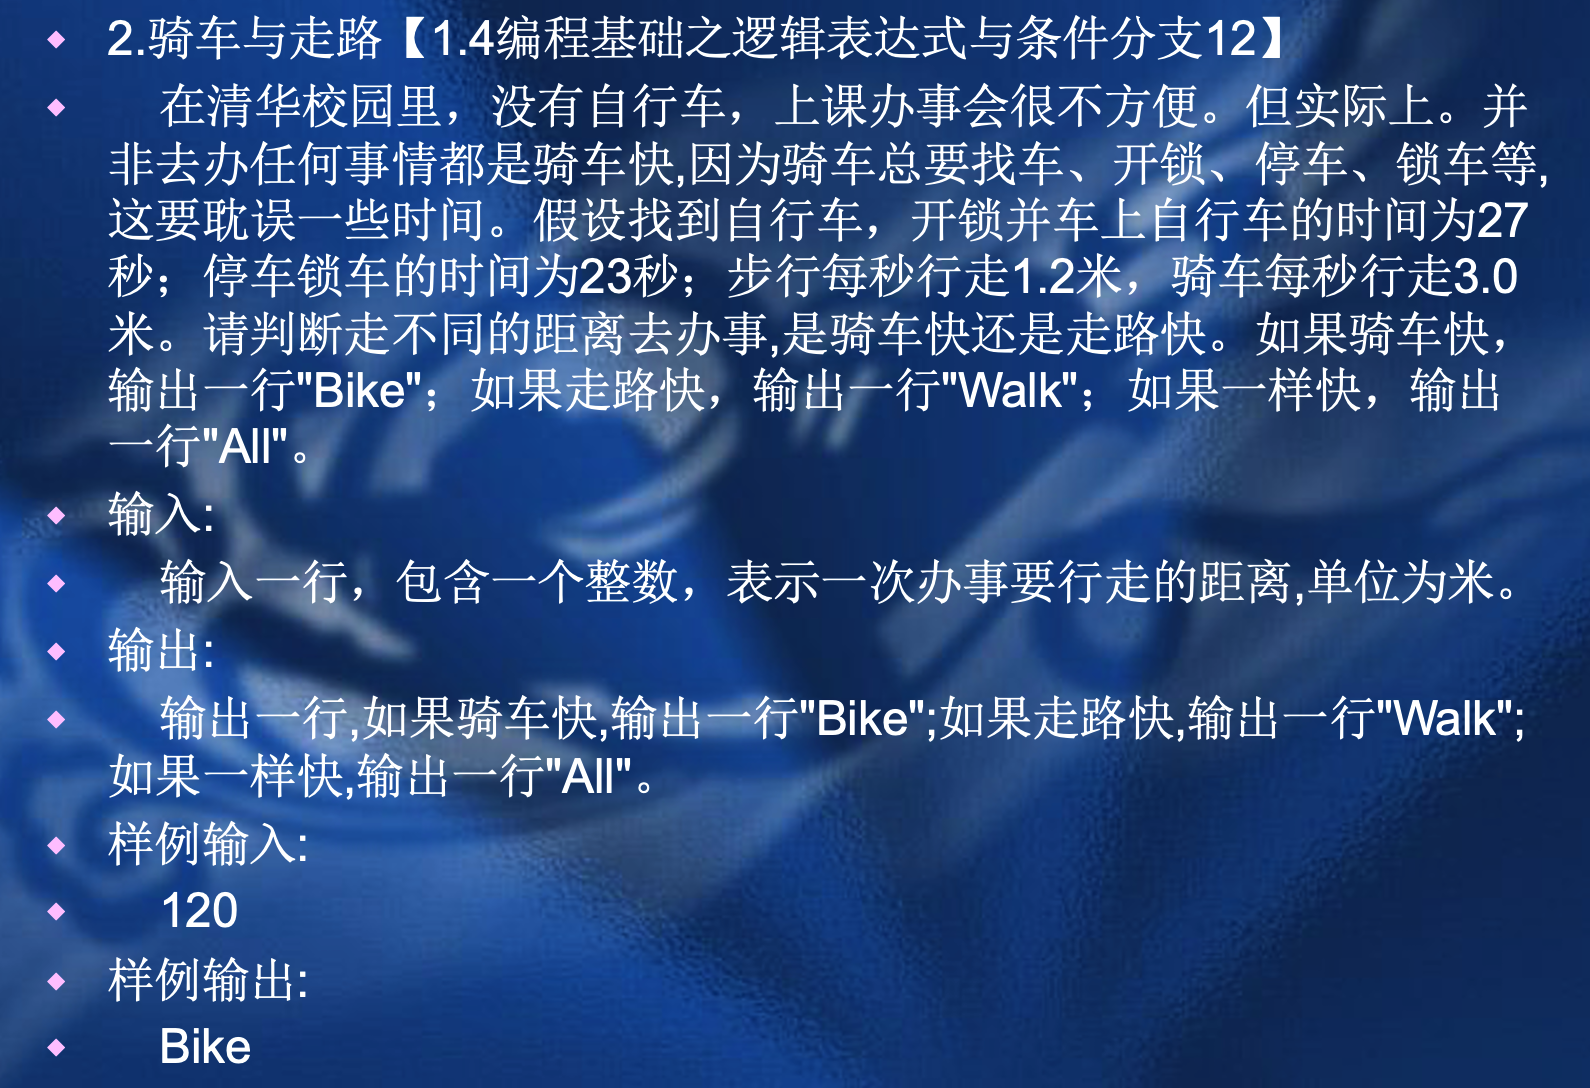 2.骑车与走路【1.4编程基础之逻辑表达式与条件分支12】
在清华校园里，没有自行车，上课办事会很不方便。但实际上。并
非去办任何事情都是骑车快,因为骑车总要找车、开锁、停车、锁车等,
这要耽误一些时间。假设找到自行车，开锁并车上自行车的时间为27
秒；停车锁车的时间为23秒；步行每秒行走1.2米，骑车每秒行走3.0
米。请判断走不同的距离去办事,是骑车快还是走路快。如果骑车快，
输出一行"Bike"；如果走路快，输出一行"Walk"；如果一样快，输出
一行"All"。
输入:
输入一行，包含一个整数，表示一次办事要行走的距离,单位为米。
输出:
输出一行,如果骑车快,输出一行"Bike";如果走路快,输出一行"Walk";
如果一样快,输出一行"All"。
样例输入:
120
样例输出:
Bike